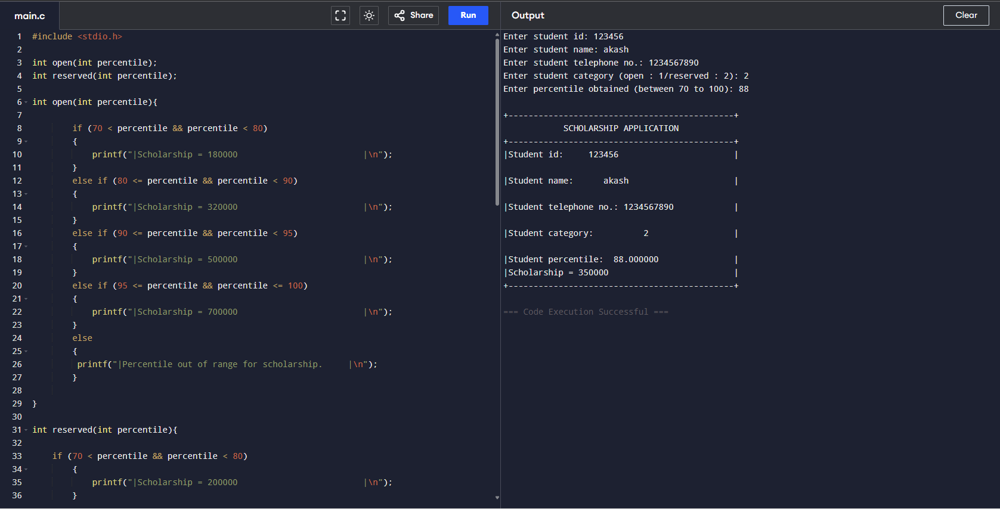 main.c
Share
Run
Output
Clear
1 #include <stdio.h>
2
3 int open(int percentile);
4 int reserved(int percentile);
5
6 int open(int percentile){
7
8 if (70 < percentile && percentile < 80)
9 {
10 printf("|Scholarship = 180000                         |\n");
11 }
12 else if (80 <= percentile && percentile < 90)
13 {
14 printf("|Scholarship = 320000                         |\n");
15 }
16 else if (90 <= percentile && percentile < 95)
17 {
18 printf("|Scholarship = 500000                         |\n");
19 }
20 else if (95 <= percentile && percentile <= 100)
21 {
22 printf("|Scholarship = 700000                         |\n");
23 }
24 else
25 {
26 printf("|Percentile out of range for scholarship.     |\n");
27 }
28
29 }
30
31 int reserved(int percentile){
32
33 if (70 < percentile && percentile < 80)
34 {
35 printf("|Scholarship = 200000                         |\n");
36 }
Enter student id: 123456
Enter student name: akash
Enter student telephone no.: 1234567890
Enter student category (open : 1/reserved : 2): 2
Enter percentile obtained (between 70 to 100): 88
+---------------------------------------------+
SCHOLARSHIP APPLICATION
+---------------------------------------------+
|Student id:     123456                       |
|Student name:      akash                     |
|Student telephone no.: 1234567890            |
|Student category:          2                 |
|Student percentile:  88.000000               |
|Scholarship = 350000                         |
+---------------------------------------------+
=== Code Execution Successful ===